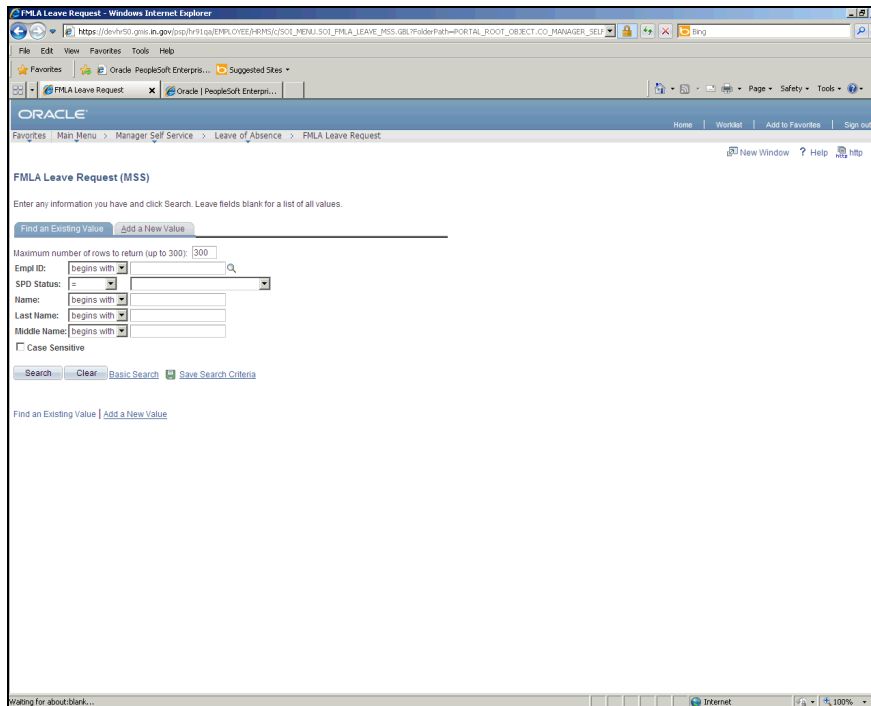 FMLA Leave Request - Windows Internet Explorer
https://devhr50.gmis.in.gov/psp/hr91qa/EMPLOYEE/HRMS/c/SOI_MENU.SOI_FMLA_LEAVE_MSS.GBL?FolderPath=PORTAL_ROOT_OBJECT.CO_MANAGER_SELF Bing
File Edit View Favorites Tools Help
Favorites Oracle PeopleSoft Enterpris... Suggested Sites
FMLA Leave Request X Oracle | PeopleSoft Enterpri... Page Safety Tools
ORACLE
Home | Worklist | Add to Favorites | Sign out
Favorites | Main Menu > Manager Self Service > Leave of Absence > FMLA Leave Request
New Window ? Help http
FMLA Leave Request (MSS)
Enter any information you have and click Search. Leave fields blank for a list of all values.
Find an Existing Value Add a New Value
Maximum number of rows to return (up to 300): 300
Empl ID: begins with
SPD Status: =
Name: begins with
Last Name: begins with
Middle Name: begins with
Case Sensitive
Search Clear Basic Search Save Search Criteria
Find an Existing Value | Add a New Value
Waiting for about:blank... Internet 100%